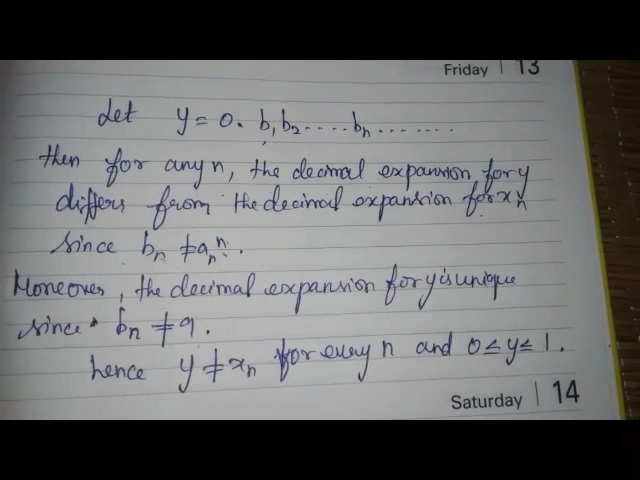 Friday | 13
Let y = 0. b₁b₂ ..... bₙ .......
then for any n, the decimal expansion for y
differs from the decimal expansion for xₙ
since bₙ ≠ aₙⁿ.
Moreover, the decimal expansion for y is unique
since bₙ ≠ 9.
hence y ≠ xₙ for every n and 0 ≤ y ≤ 1.
Saturday | 14